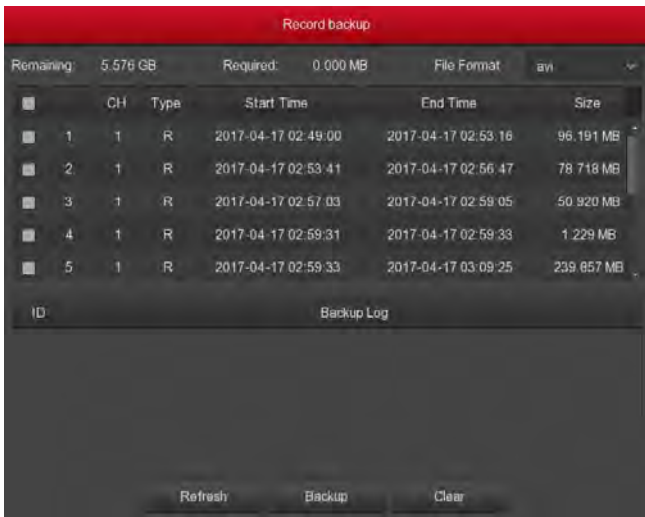 Record backup
Remaining: 5.576 GB Required: 0.000 MB File Format avi
CH Type Start Time End Time Size
1 1 R 2017-04-17 02:49:00 2017-04-17 02:53:16 96.191 MB
2 1 R 2017-04-17 02:53:41 2017-04-17 02:56:47 78.718 MB
3 1 R 2017-04-17 02:57:03 2017-04-17 02:59:05 50.920 MB
4 1 R 2017-04-17 02:59:31 2017-04-17 02:59:33 1.229 MB
5 1 R 2017-04-17 02:59:33 2017-04-17 03:09:25 239.857 MB
ID Backup Log
Refresh Backup Clear